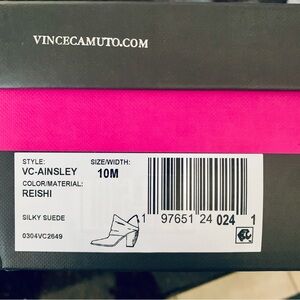 VINCECAMUTO.COM
STYLE: SIZE/WIDTH:
VC-AINSLEY 10M
COLOR/MATERIAL:
REISHI
SILKY SUEDE
1 97651 24 024 1
0304VC2649